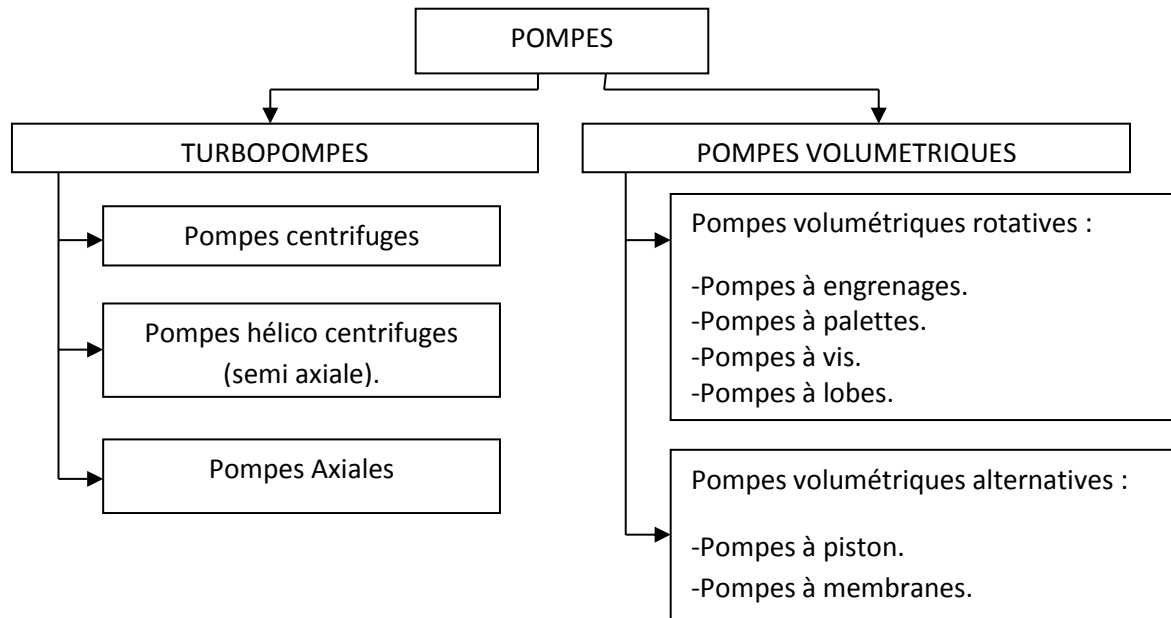 POMPES
TURBOPOMPES
Pompes centrifuges
Pompes hélico centrifuges
(semi axiale).
Pompes Axiales
POMPES VOLUMETRIQUES
Pompes volumétriques rotatives :
-Pompes à engrenages.
-Pompes à palettes.
-Pompes à vis.
-Pompes à lobes.
Pompes volumétriques alternatives :
-Pompes à piston.
-Pompes à membranes.